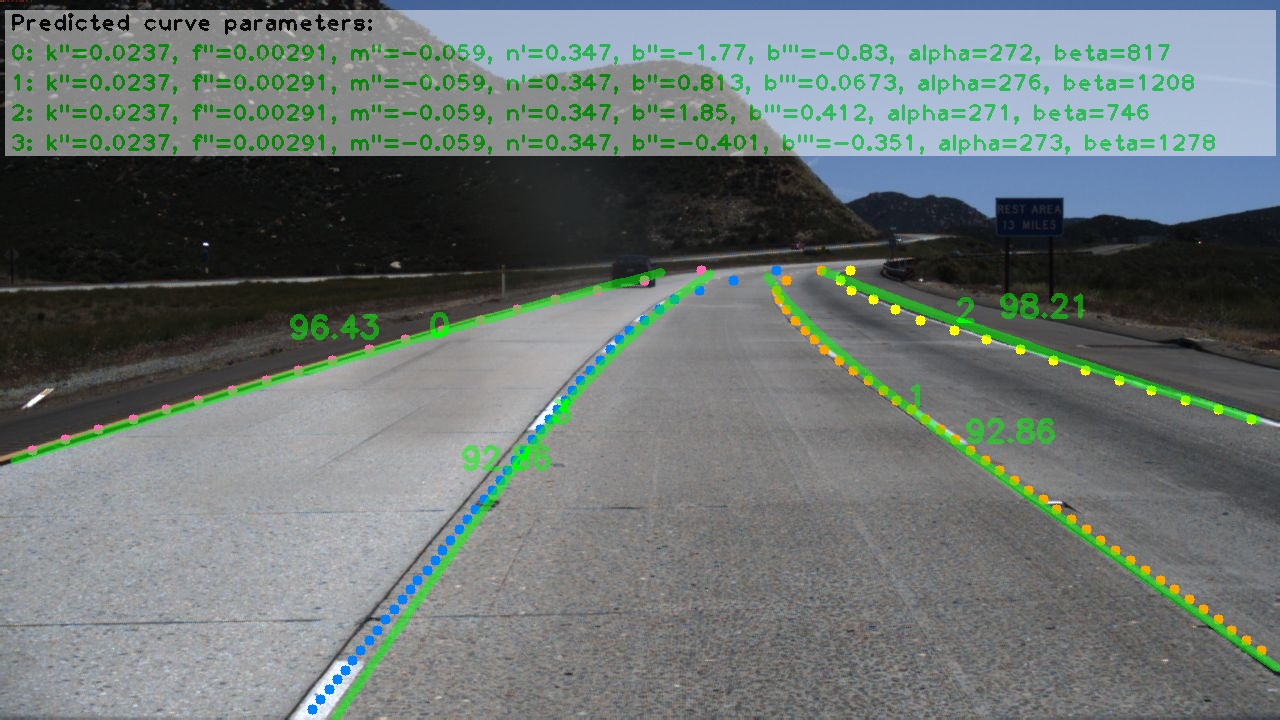 Predicted curve parameters:
0: k''=0.0237, f''=0.00291, m''=-0.059, n'=0.347, b''=-1.77, b'''=-0.83, alpha=272, beta=817
1: k''=0.0237, f''=0.00291, m''=-0.059, n'=0.347, b''=0.813, b'''=0.0673, alpha=276, beta=1208
2: k''=0.0237, f''=0.00291, m''=-0.059, n'=0.347, b''=1.85, b'''=0.412, alpha=271, beta=746
3: k''=0.0237, f''=0.00291, m''=-0.059, n'=0.347, b''=-0.401, b'''=-0.351, alpha=273, beta=1278
REST AREA
13 MILES
96.43 0
2 98.21
1
92.86